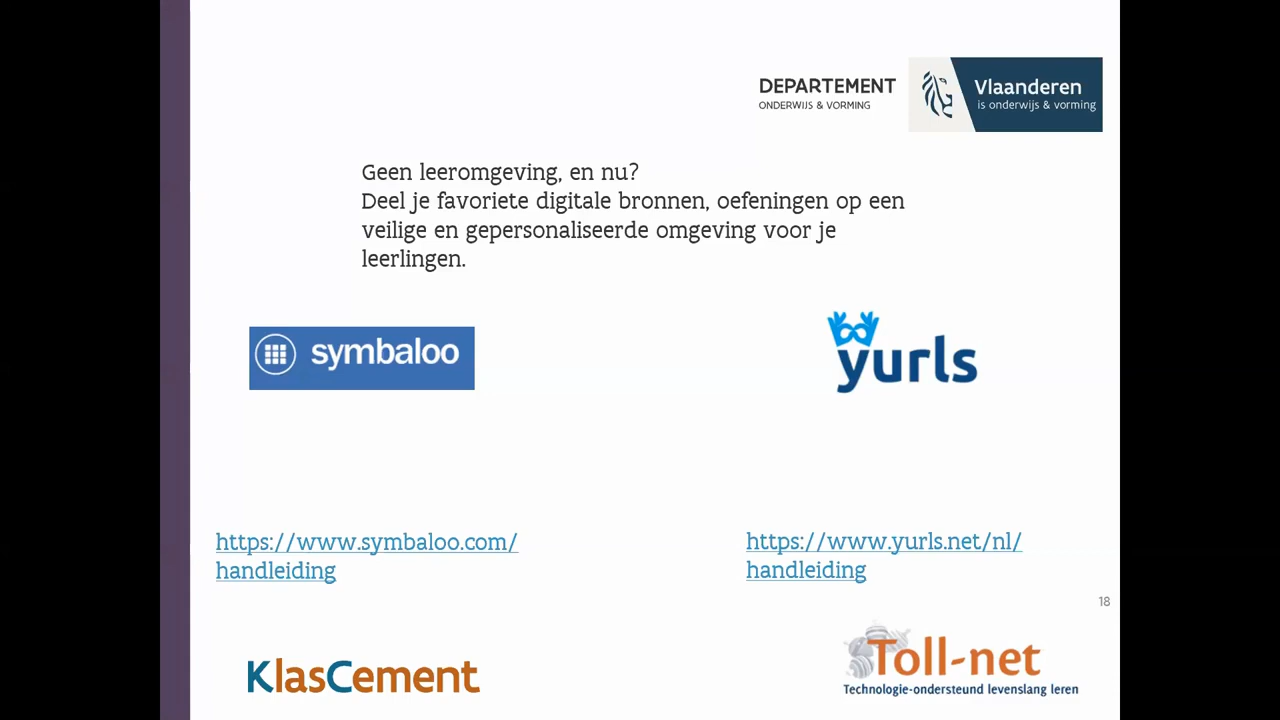 DEPARTEMENT
ONDERWIJS & VORMING
Vlaanderen
is onderwijs & vorming
Geen leeromgeving, en nu?
Deel je favoriete digitale bronnen, oefeningen op een
veilige en gepersonaliseerde omgeving voor je
leerlingen.
symbaloo
yurls
https://www.symbaloo.com/
handleiding
https://www.yurls.net/nl/
handleiding
18
KlasCement
Toll-net
Technologie-ondersteund levenslang leren